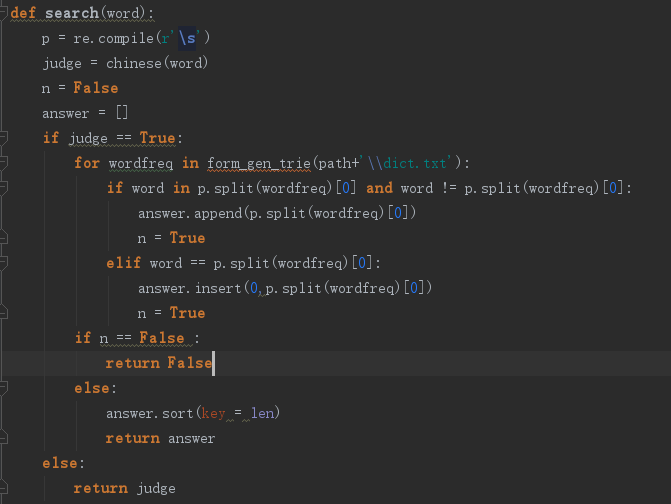 def search(word):
    p = re.compile(r'\s')
    judge = chinese(word)
    n = False
    answer = []
    if judge == True:
        for wordfreq in form_gen_trie(path+'\\dict.txt'):
            if word in p.split(wordfreq)[0] and word != p.split(wordfreq)[0]:
                answer.append(p.split(wordfreq)[0])
                n = True
            elif word == p.split(wordfreq)[0]:
                answer.insert(0,p.split(wordfreq)[0])
                n = True
        if n == False :
            return False
        else:
            answer.sort(key = len)
            return answer
    else:
        return judge